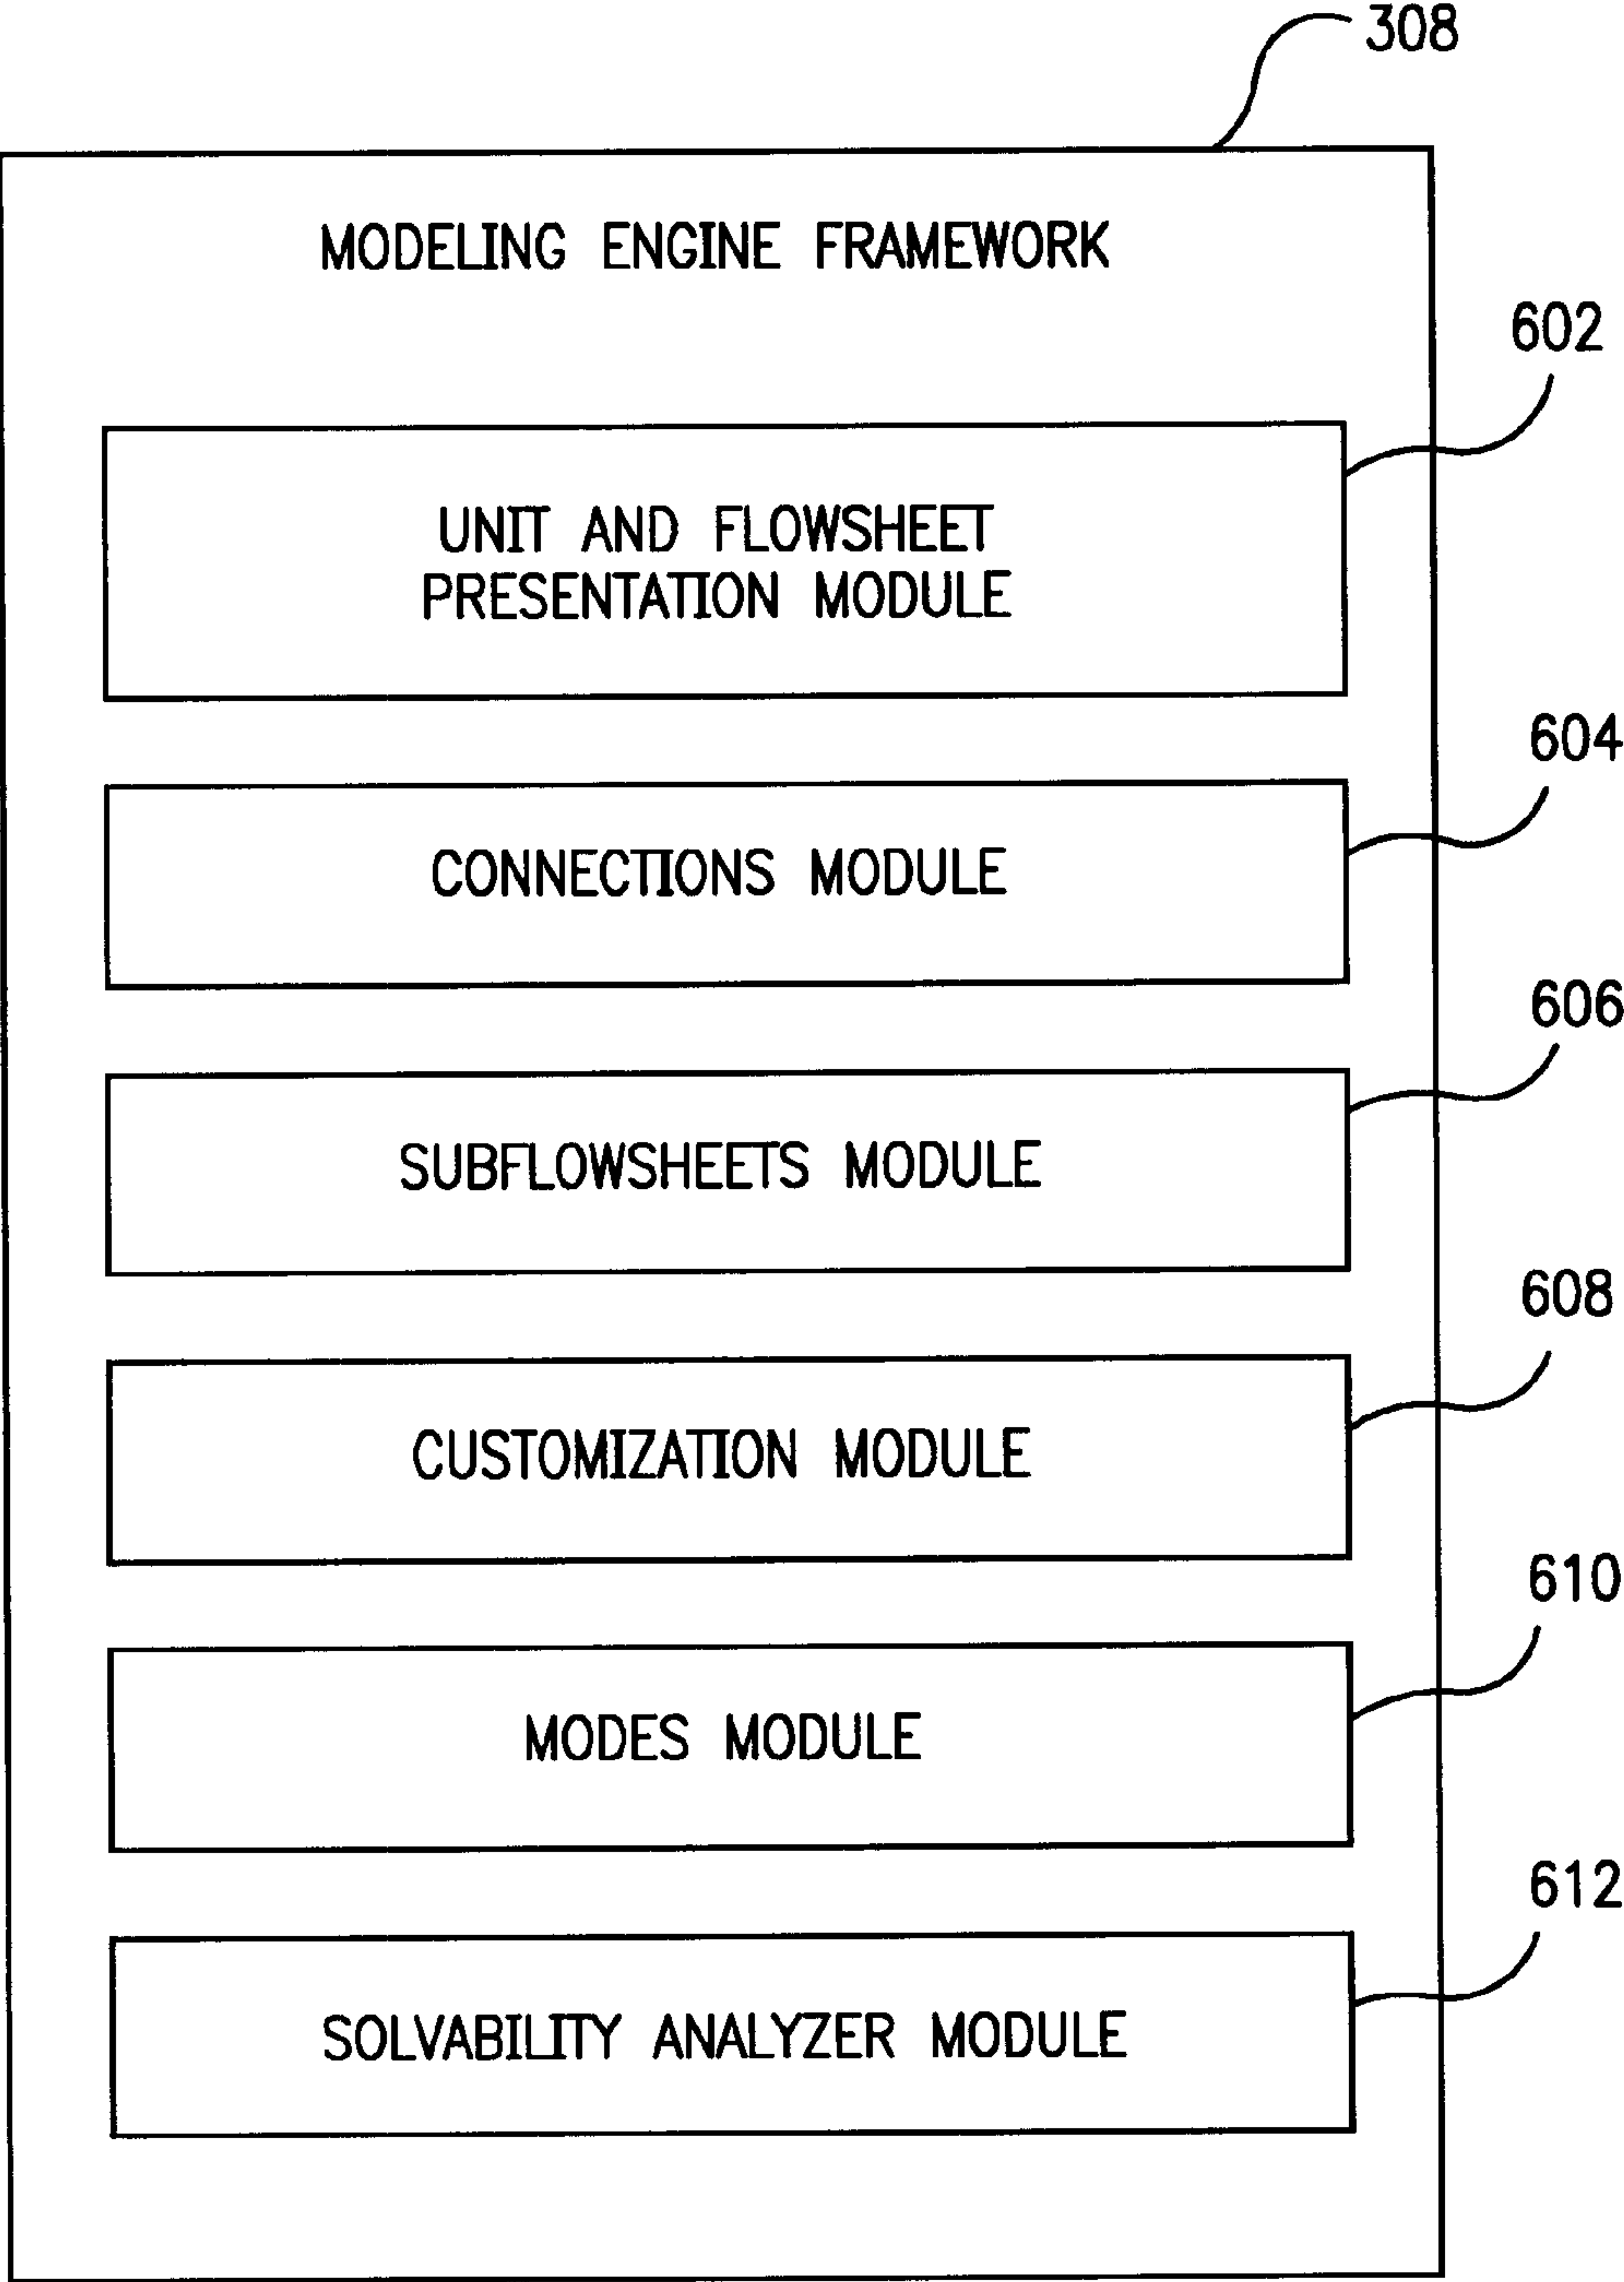 308
MODELING ENGINE FRAMEWORK
602
UNIT AND FLOWSHEET
PRESENTATION MODULE
604
CONNECTIONS MODULE
606
SUBFLOWSHEETS MODULE
608
CUSTOMIZATION MODULE
610
MODES MODULE
612
SOLVABILITY ANALYZER MODULE